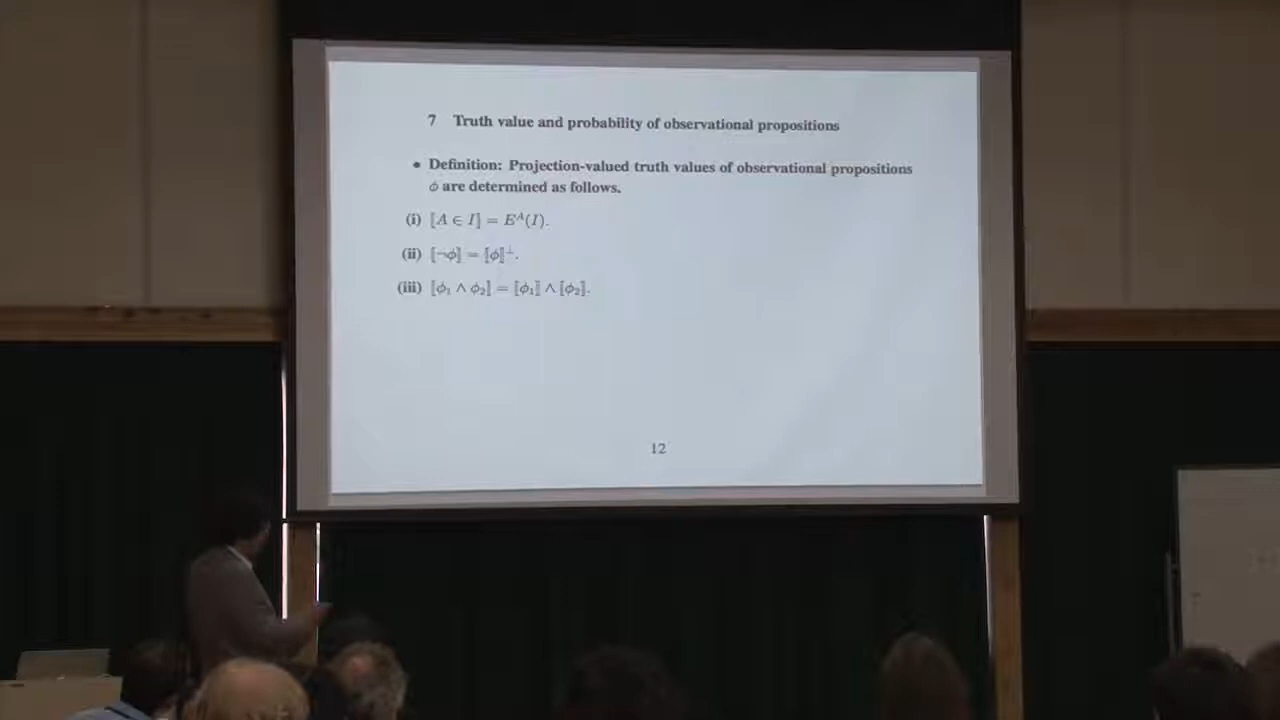 7 Truth value and probability of observational propositions
• Definition: Projection-valued truth values of observational propositions
ϕ are determined as follows.
(i) ⟦A ∈ I⟧ = Eᴬ(I).
(ii) ⟦¬ϕ⟧ = ⟦ϕ⟧⊥.
(iii) ⟦ϕ₁ ∧ ϕ₂⟧ = ⟦ϕ₁⟧ ∧ ⟦ϕ₂⟧.
12